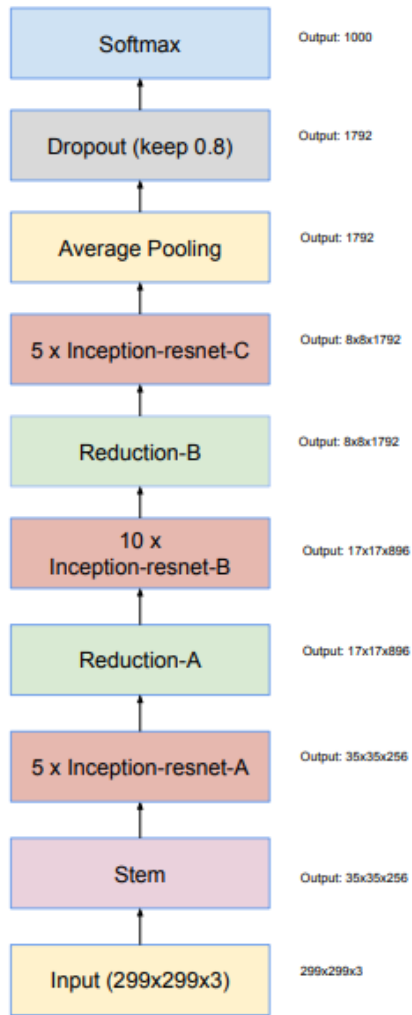 Softmax
Output: 1000
Dropout (keep 0.8)
Output: 1792
Average Pooling
Output: 1792
5 x Inception-resnet-C
Output: 8x8x1792
Reduction-B
Output: 8x8x1792
10 x
Inception-resnet-B
Output: 17x17x896
Reduction-A
Output: 17x17x896
5 x Inception-resnet-A
Output: 35x35x256
Stem
Output: 35x35x256
Input (299x299x3)
299x299x3